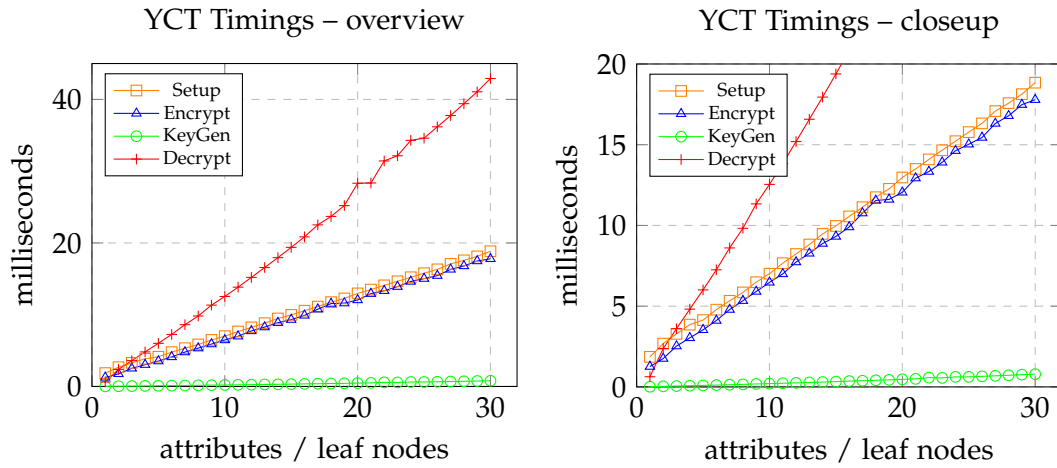 YCT Timings – overview
40
20
0
0
10
20
30
milliseconds
attributes / leaf nodes
Setup
Encrypt
KeyGen
Decrypt
YCT Timings – closeup
20
15
10
5
0
0
10
20
30
milliseconds
attributes / leaf nodes
Setup
Encrypt
KeyGen
Decrypt